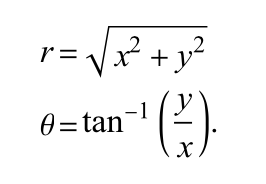 r = √(x² + y²)
θ = tan⁻¹ (y/x).